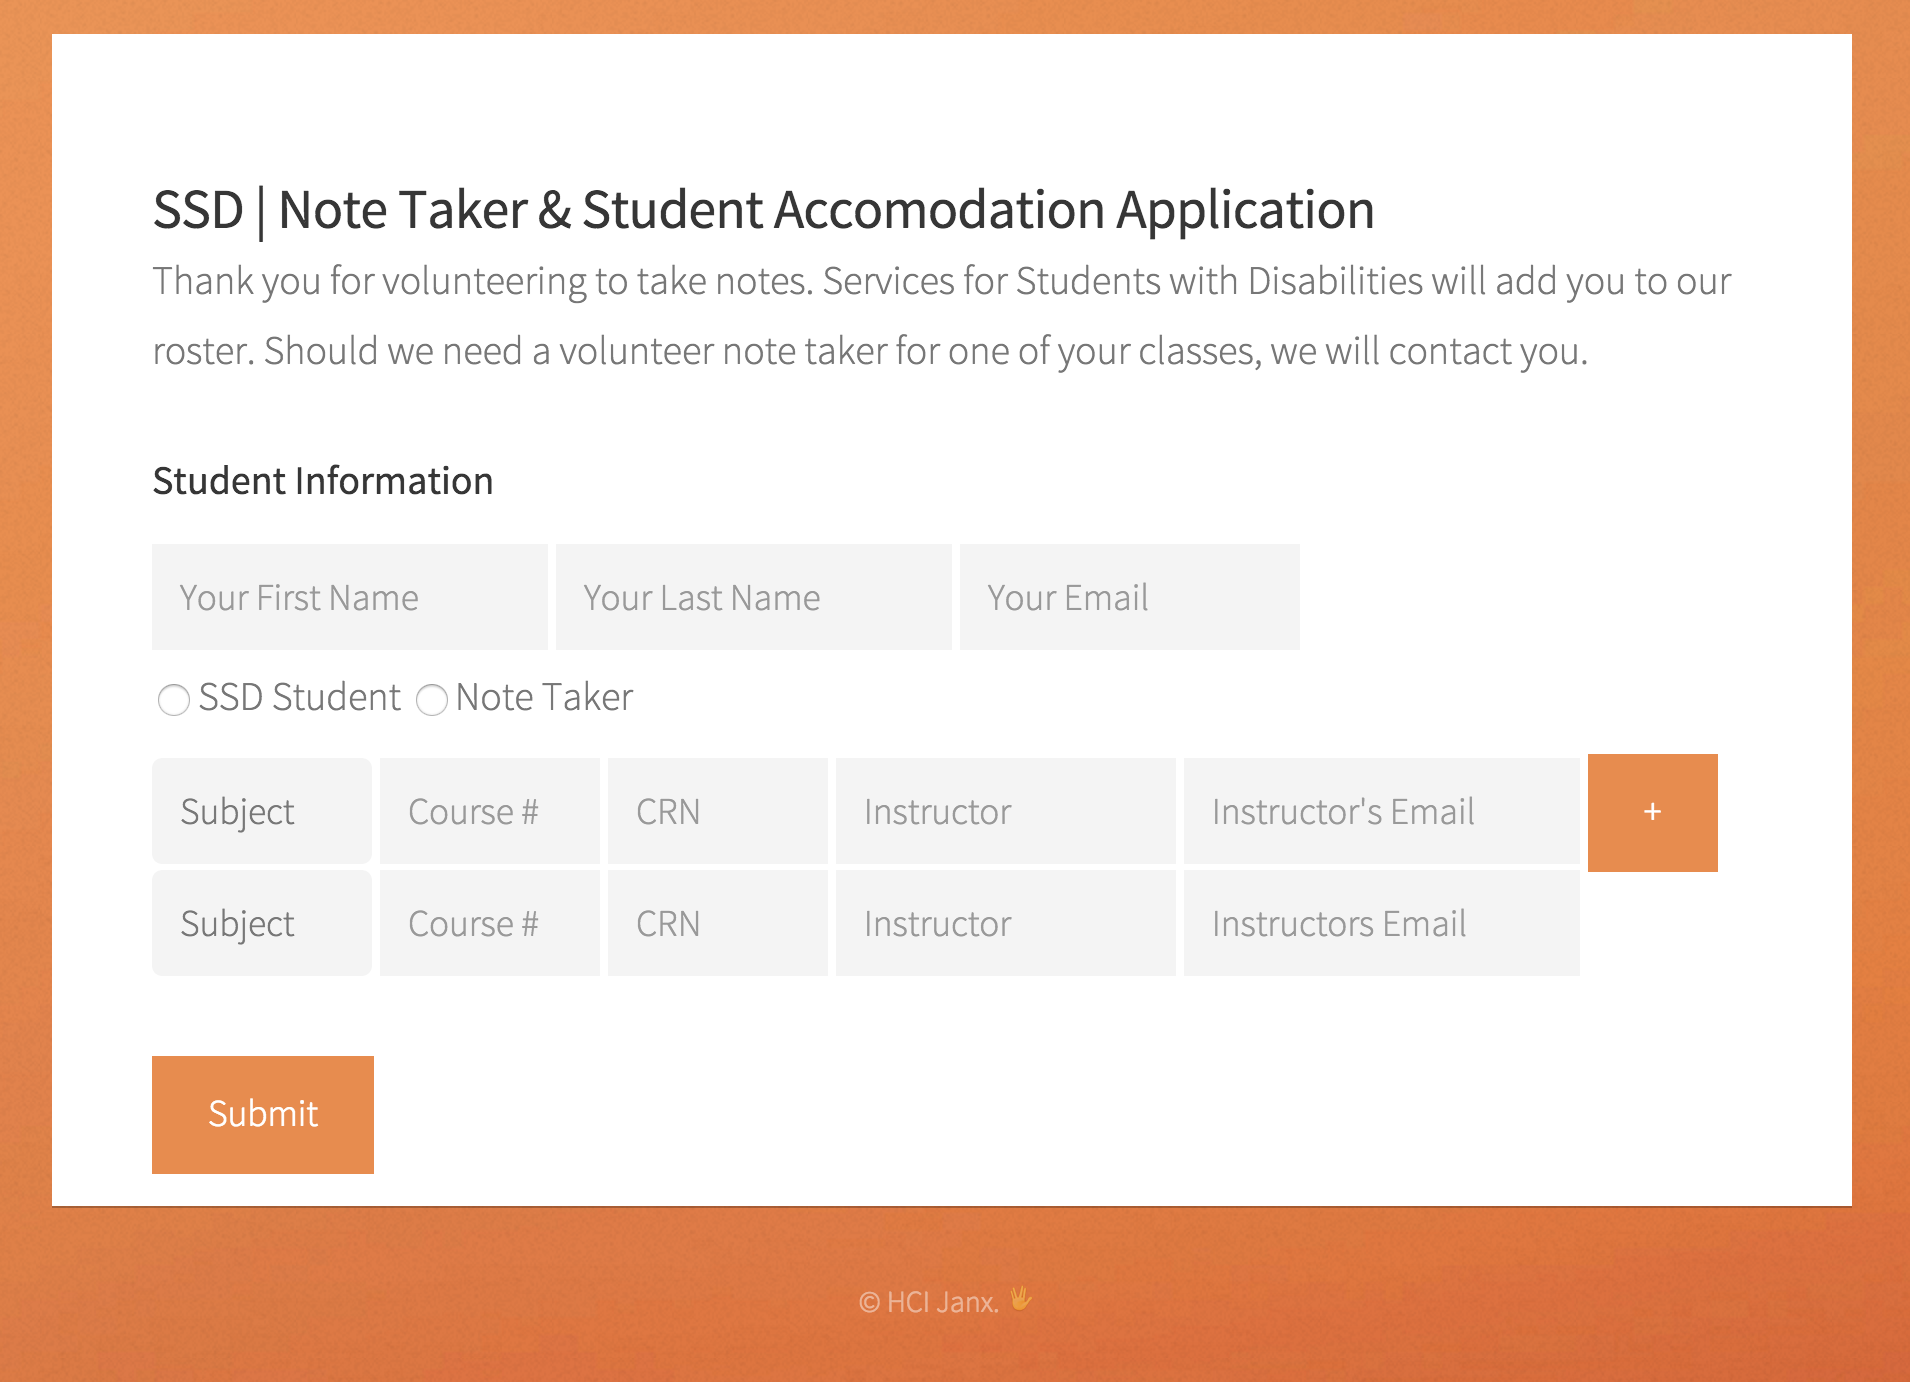 SSD | Note Taker & Student Accomodation Application
Thank you for volunteering to take notes. Services for Students with Disabilities will add you to our
roster. Should we need a volunteer note taker for one of your classes, we will contact you.
Student Information
Your First Name Your Last Name Your Email
SSD Student Note Taker
Subject Course # CRN Instructor Instructor's Email +
Subject Course # CRN Instructor Instructors Email
Submit
© HCI Janx. 🖖